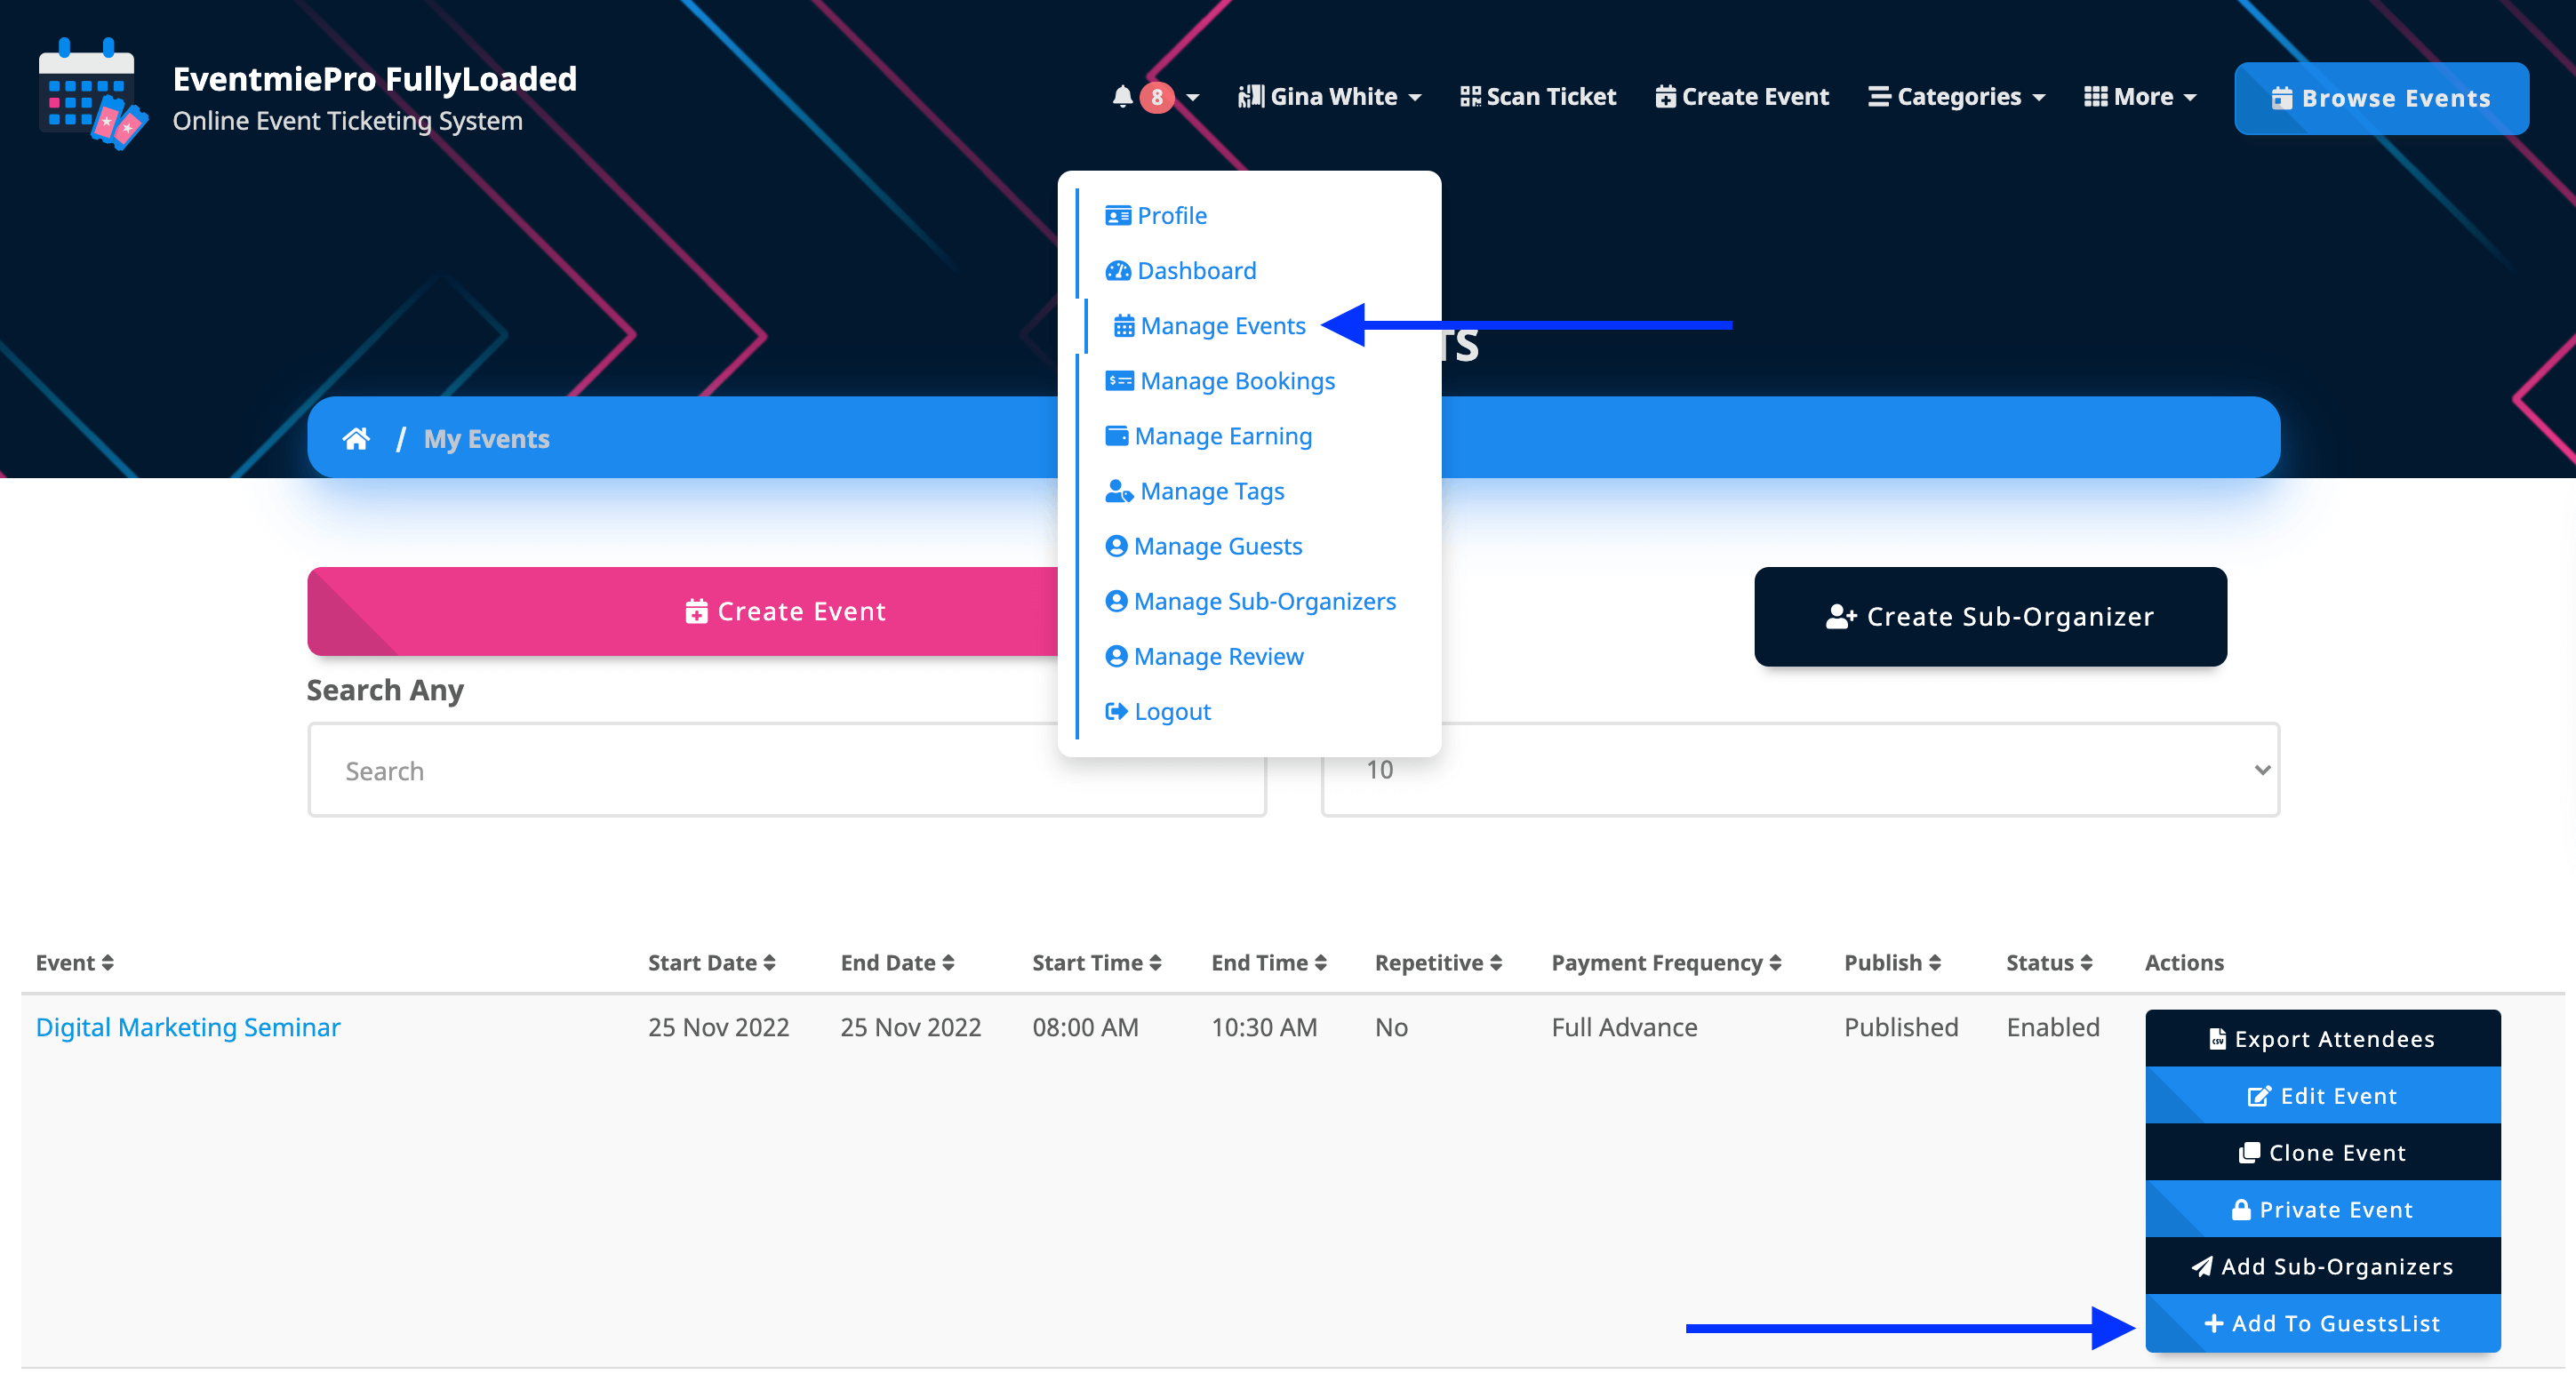 EventmiePro FullyLoaded
Online Event Ticketing System
8
Gina White
Scan Ticket
Create Event
Categories
More
Browse Events
Profile
Dashboard
Manage Events
Manage Bookings
Manage Earning
Manage Tags
Manage Guests
Manage Sub-Organizers
Manage Review
Logout
TS
/ My Events
Create Event
Create Sub-Organizer
Search Any
Search
10
Event Start Date End Date Start Time End Time Repetitive Payment Frequency Publish Status Actions
Digital Marketing Seminar 25 Nov 2022 25 Nov 2022 08:00 AM 10:30 AM No Full Advance Published Enabled
CSV Export Attendees
Edit Event
Clone Event
Private Event
Add Sub-Organizers
+ Add To GuestsList